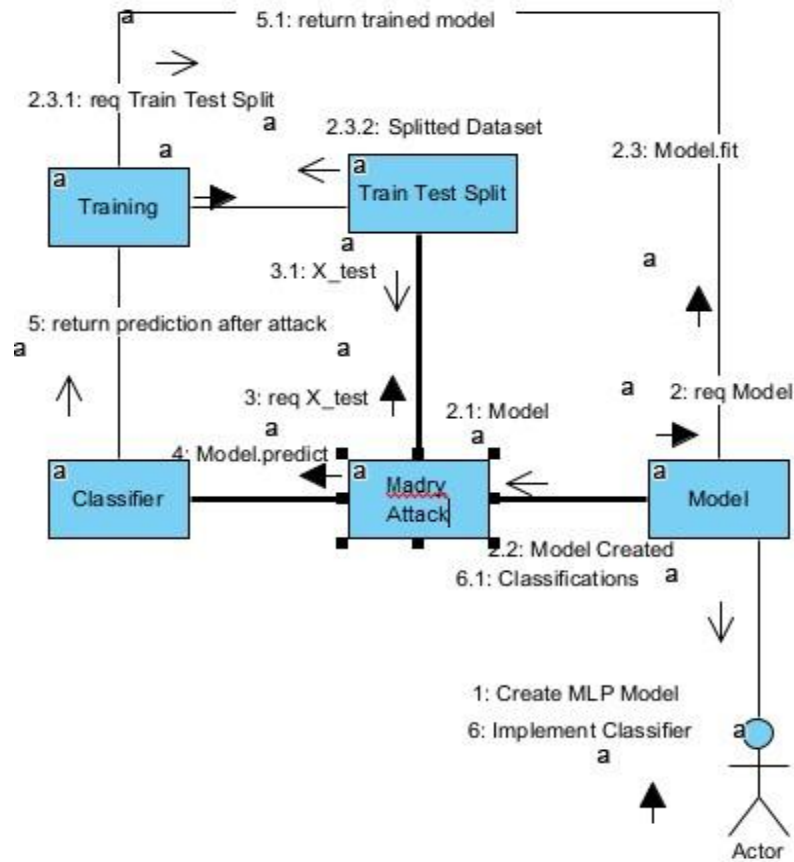 a
5.1: return trained model
2.3.1: req Train Test Split
a
2.3.2: Splitted Dataset
a
2.3: Model.fit
a
Training
a
Train Test Split
a
3.1: X_test
a
5: return prediction after attack
a
a
3: req X_test
a
2: req Model
2.1: Model
a
a
4: Model.predict
a
Classifier
a
Madry
Attack
a
Model
2.2: Model Created
6.1: Classifications
a
1: Create MLP Model
6: Implement Classifier
a
a
Actor